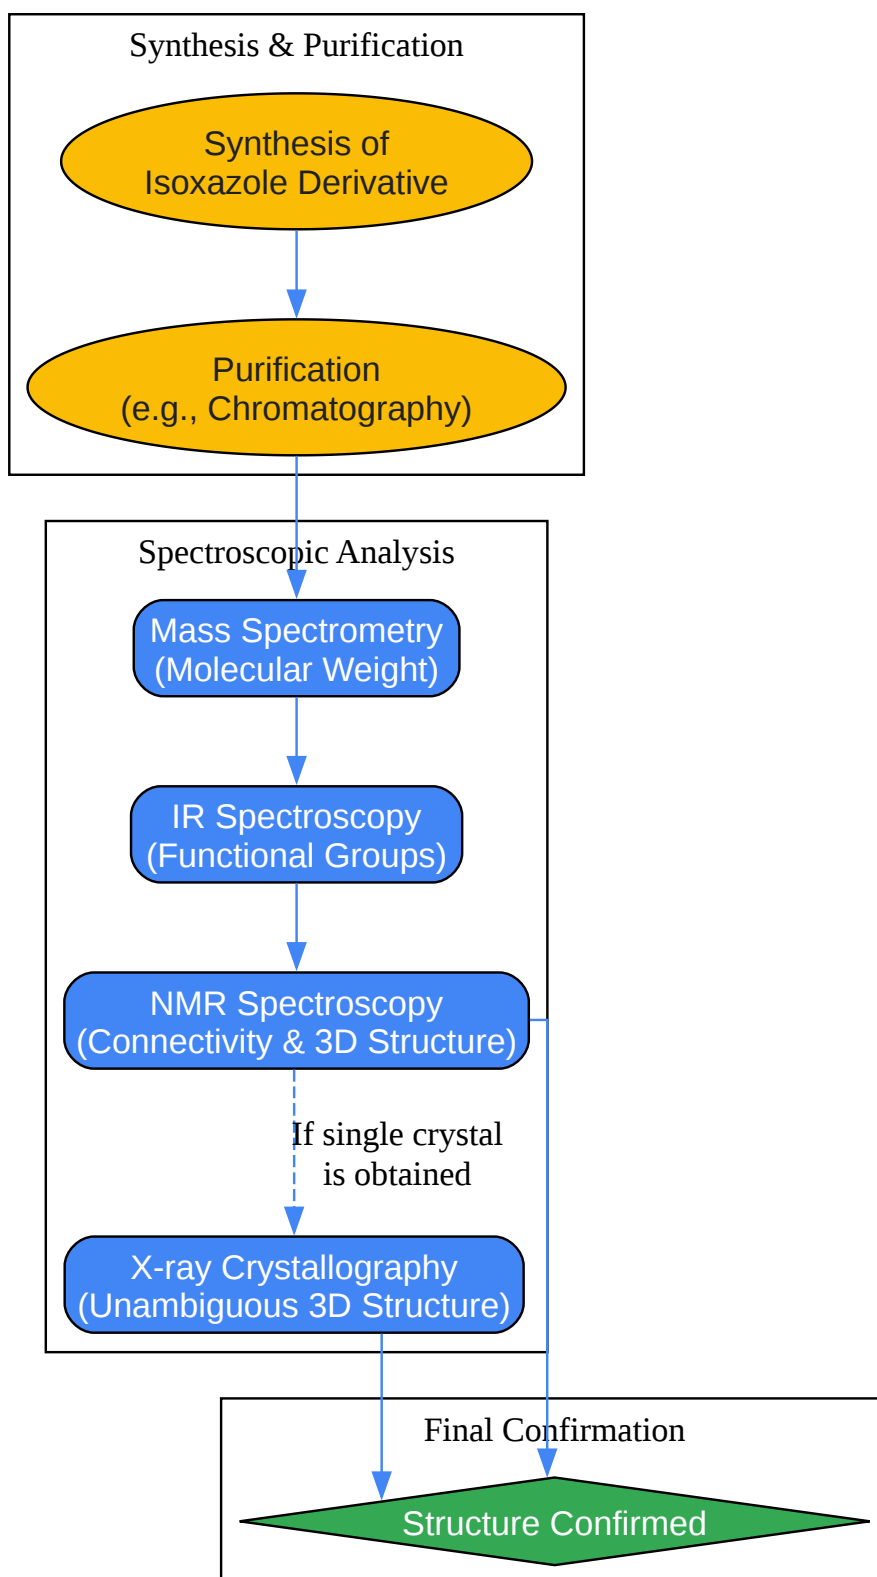 Synthesis & Purification
Synthesis of
Isoxazole Derivative
Purification
(e.g., Chromatography)
Spectroscopic Analysis
Mass Spectrometry
(Molecular Weight)
IR Spectroscopy
(Functional Groups)
NMR Spectroscopy
(Connectivity & 3D Structure)
If single crystal
is obtained
X-ray Crystallography
(Unambiguous 3D Structure)
Final Confirmation
Structure Confirmed